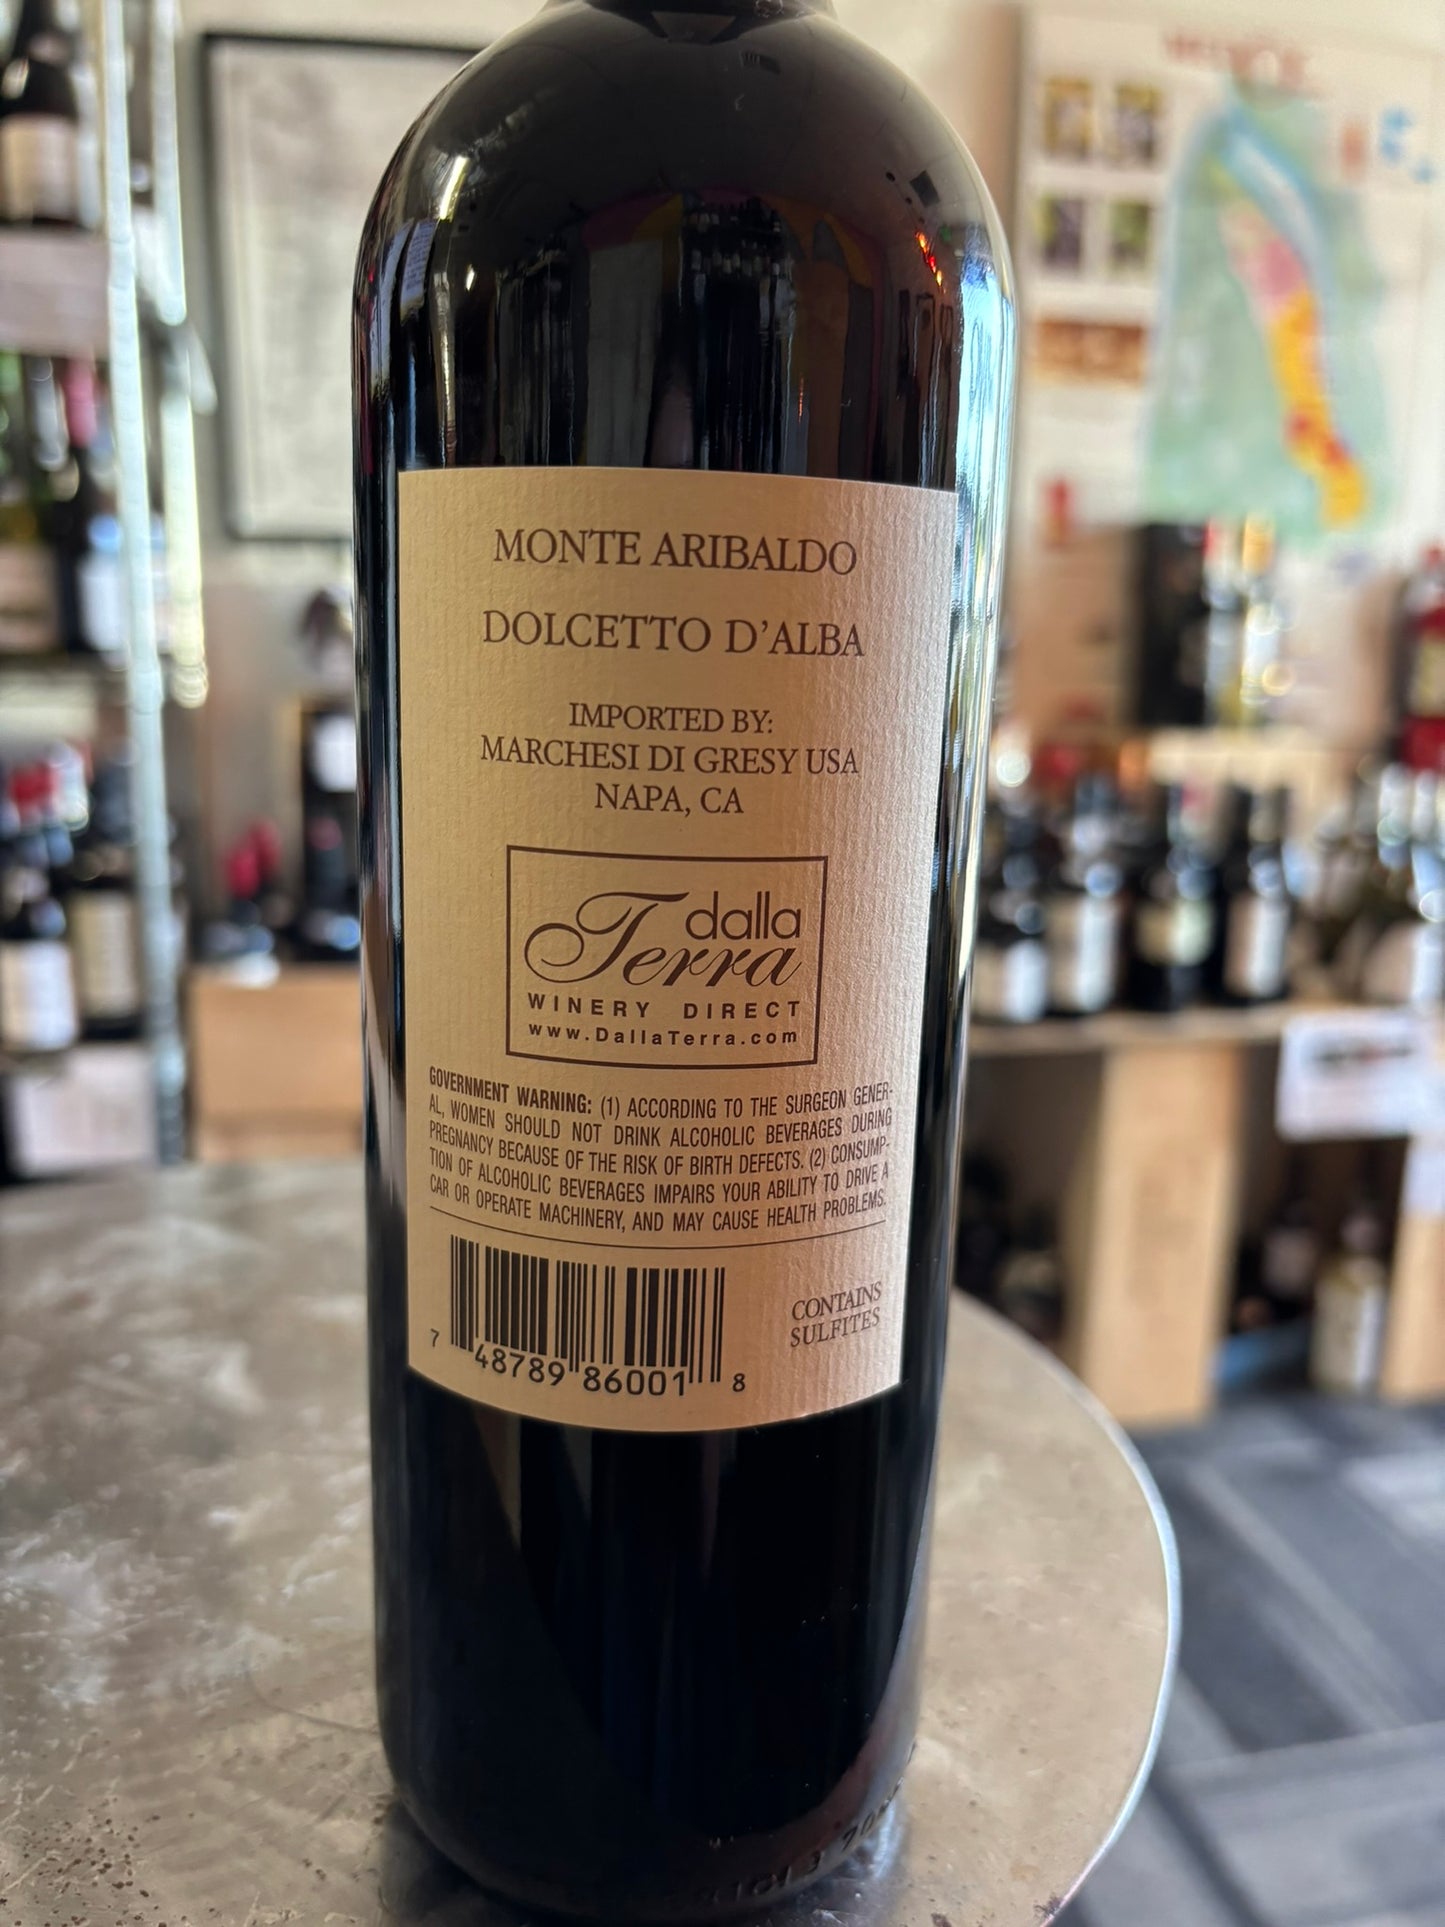 MONTE ARIBALDO
DOLCETTO D'ALBA
IMPORTED BY:
MARCHESI DI GRESY USA
NAPA, CA
dalla
Terra
WINERY DIRECT
www.DallaTerra.com
GOVERNMENT WARNING: (1) ACCORDING TO THE SURGEON GENER-
AL, WOMEN SHOULD NOT DRINK ALCOHOLIC BEVERAGES DURING
PREGNANCY BECAUSE OF THE RISK OF BIRTH DEFECTS. (2) CONSUMP-
TION OF ALCOHOLIC BEVERAGES IMPAIRS YOUR ABILITY TO DRIVE A
CAR OR OPERATE MACHINERY, AND MAY CAUSE HEALTH PROBLEMS.
CONTAINS
SULFITES
7 48789 86001 8